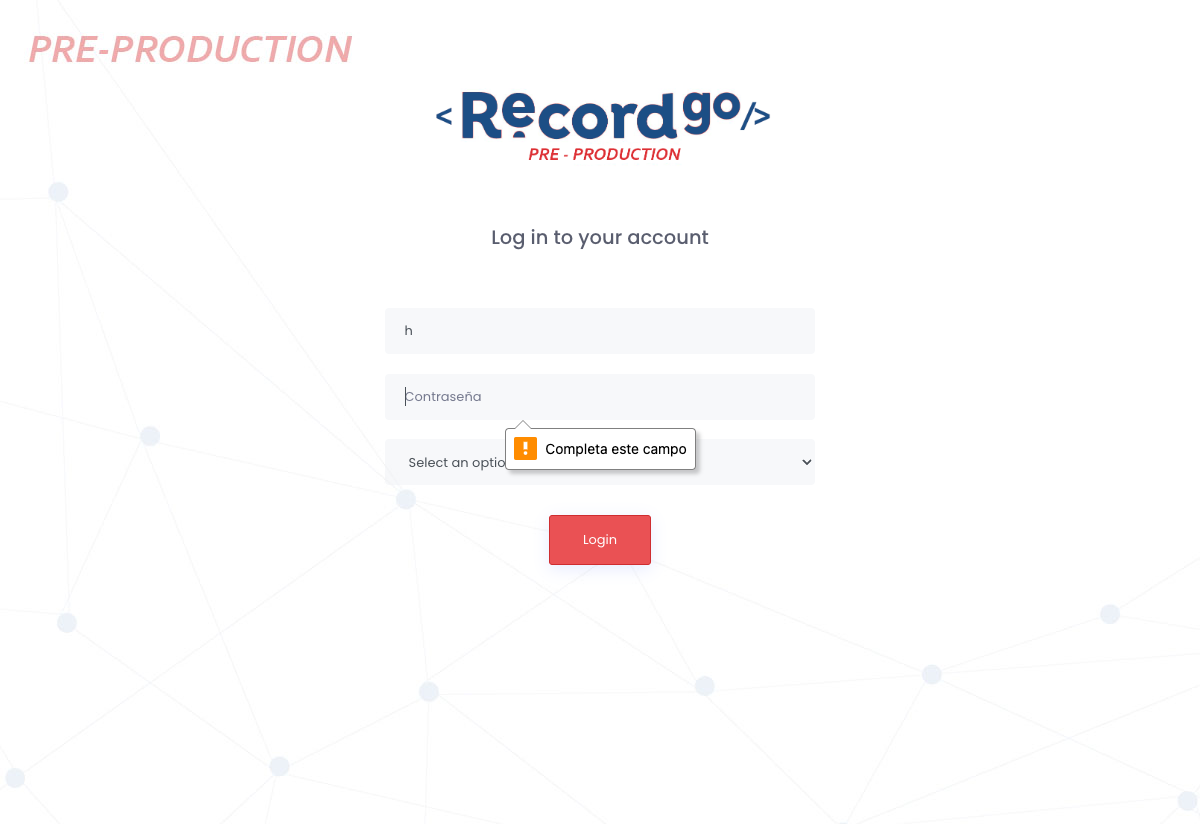 PRE-PRODUCTION
<Record go/>
PRE - PRODUCTION
Log in to your account
h
Contraseña
Completa este campo
Select an optio
Login